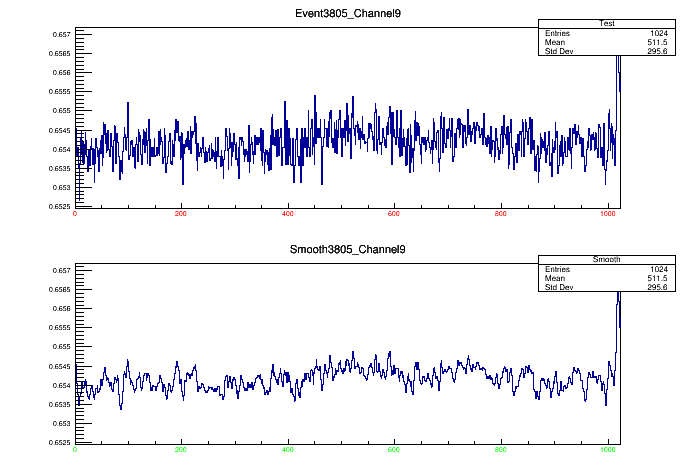 Event3805_Channel9
Test
Entries 1024
Mean 511.5
Std Dev 295.6
0.657
0.6565
0.656
0.6555
0.655
0.6545
0.654
0.6535
0.653
0.6525
0 200 400 600 800 1000
Smooth3805_Channel9
Smooth
Entries 1024
Mean 511.5
Std Dev 295.6
0.657
0.6565
0.656
0.6555
0.655
0.6545
0.654
0.6535
0.653
0.6525
0 200 400 600 800 1000